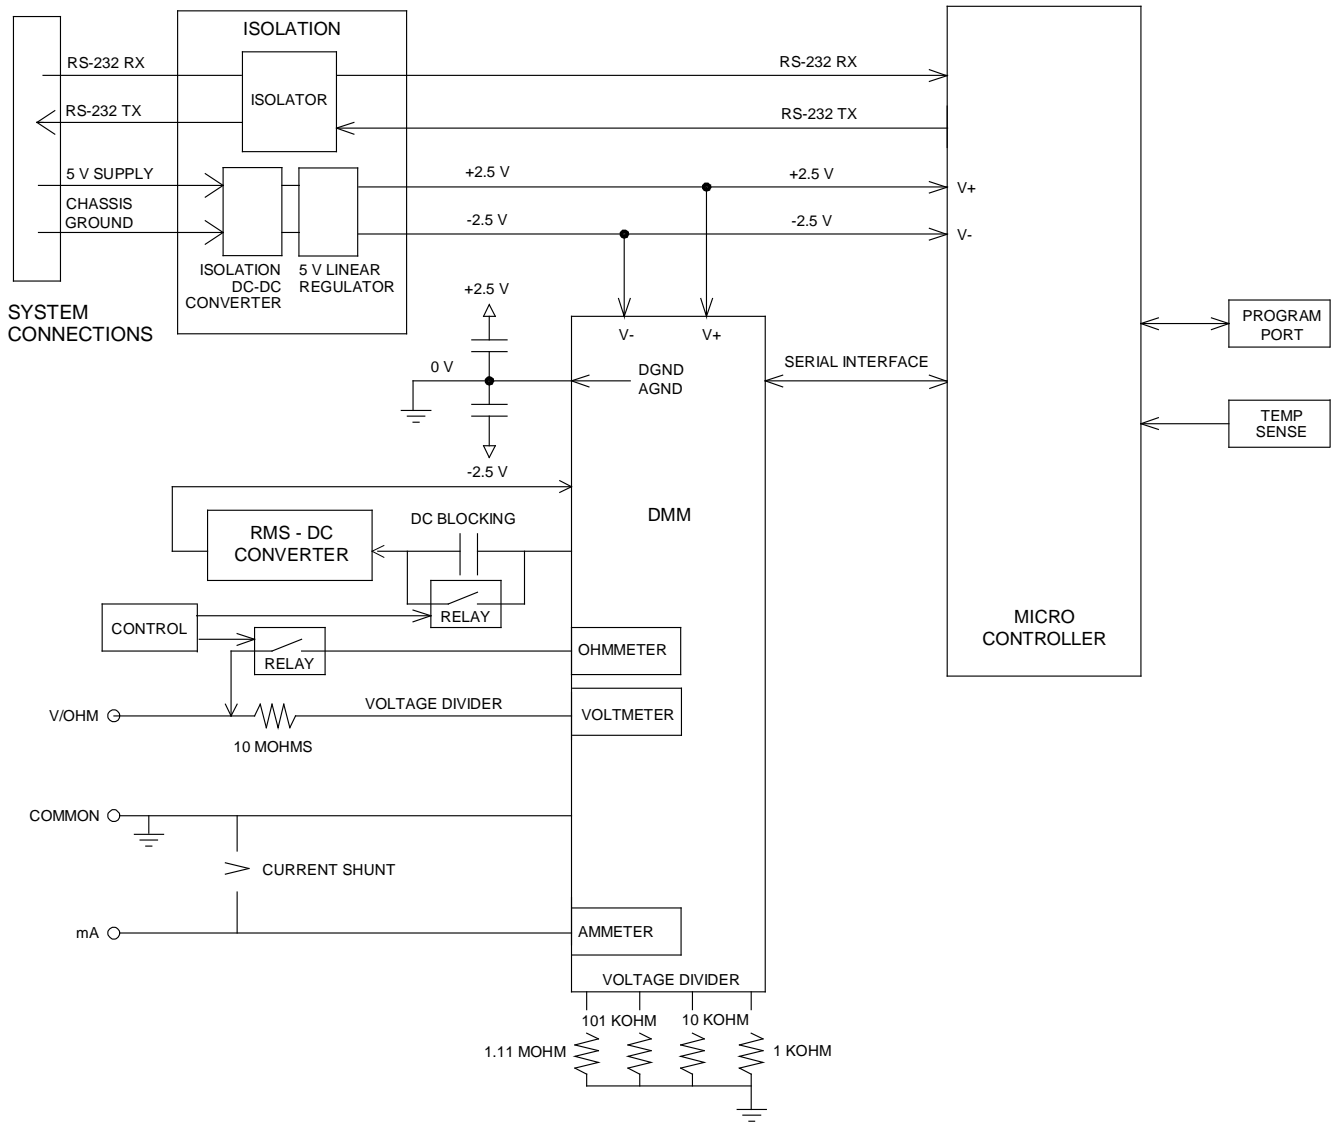 ISOLATION
RS-232 RX
RS-232 RX
ISOLATOR
RS-232 TX
RS-232 TX
5 V SUPPLY
+2.5 V
+2.5 V
V+
CHASSIS
GROUND
-2.5 V
-2.5 V
V-
ISOLATION
DC-DC
CONVERTER
5 V LINEAR
REGULATOR
SYSTEM
CONNECTIONS
+2.5 V
V-
V+
PROGRAM
PORT
0 V
DGND
AGND
SERIAL INTERFACE
TEMP
SENSE
-2.5 V
DMM
DC BLOCKING
RMS - DC
CONVERTER
RELAY
CONTROL
MICRO
CONTROLLER
OHMMETER
RELAY
V/OHM
VOLTAGE DIVIDER
VOLTMETER
10 MOHMS
COMMON
CURRENT SHUNT
mA
AMMETER
VOLTAGE DIVIDER
101 KOHM
10 KOHM
1.11 MOHM
1 KOHM